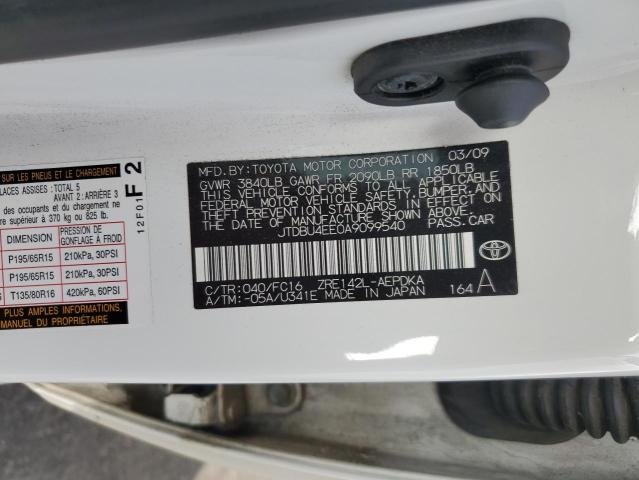 SUR LES PNEUS ET LE CHARGEMENT
PLACES ASSISES: TOTAL 5
AVANT 2: ARRIÈRE 3
des occupants et du chargement
être supérieur à 370 kg ou 825 lb.
PRESSION DE
GONFLAGE À FROID
P195/65R15 210kPa, 30PSI
P195/65R15 210kPa, 30PSI
T135/80R16 420kPa, 60PSI
PLUS AMPLES INFORMATIONS,
MANUEL DU PROPRIÉTAIRE
12F01 F 2
MFD. BY: TOYOTA MOTOR CORPORATION 03/09
GVWR 3840LB GAWR FR 2090LB RR 1850LB
THIS VEHICLE CONFORMS TO ALL APPLICABLE
FEDERAL MOTOR VEHICLE SAFETY, BUMPER, AND
THEFT PREVENTION STANDARDS IN EFFECT ON
THE DATE OF MANUFACTURE SHOWN ABOVE.
JTDBU4EE0A9099540 PASS.CAR
TOYOTA
C/TR: 040/FC16 ZRE142L-AEPDKA
A/TM: -05A/U341E MADE IN JAPAN 164 A